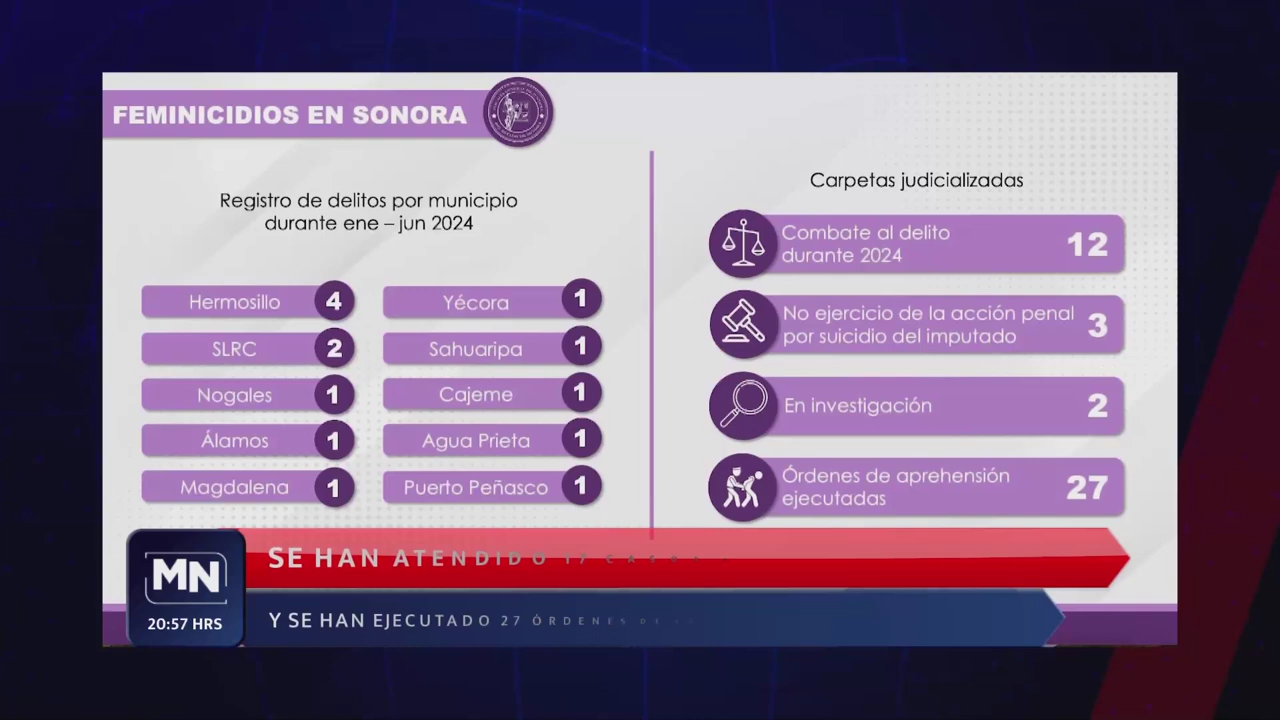 FEMINICIDIOS EN SONORA
Registro de delitos por municipio
durante ene – jun 2024
Hermosillo 4
SLRC 2
Nogales 1
Álamos 1
Magdalena 1
Yécora 1
Sahuaripa 1
Cajeme 1
Agua Prieta 1
Puerto Peñasco 1
Carpetas judicializadas
Combate al delito
durante 2024
12
No ejercicio de la acción penal
por suicidio del imputado
3
En investigación 2
Órdenes de aprehensión
ejecutadas
27
SE HAN ATENDIDO 17
Y SE HAN EJECUTADO 27 ÓRDENES DE
MN
20:57 HRS